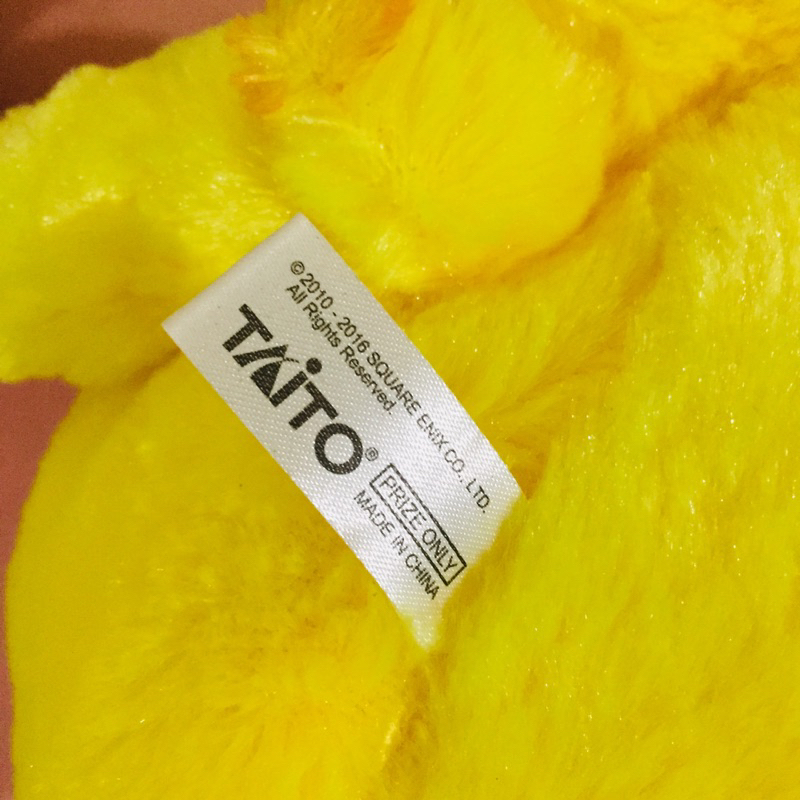 © 2010 - 2016 SQUARE ENIX CO., LTD.
All Rights Reserved.
TAITO®
PRIZE ONLY
MADE IN CHINA